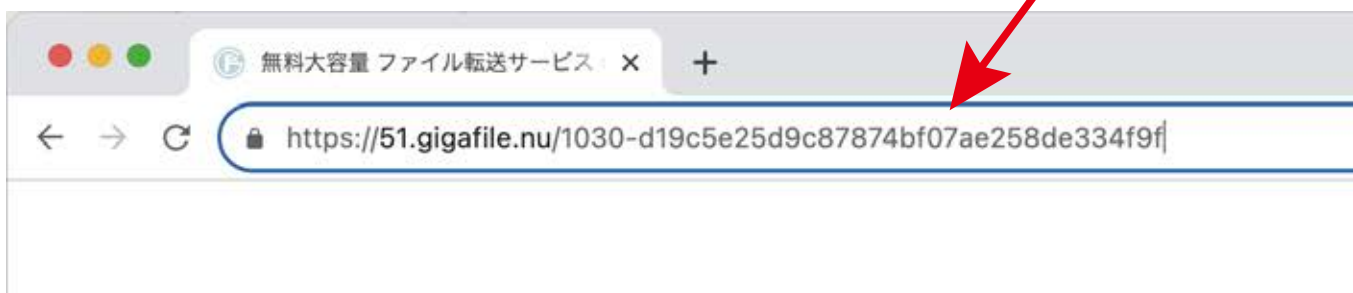 無料大容量 ファイル転送サービス
https://51.gigafile.nu/1030-d19c5e25d9c87874bf07ae258de334f9f